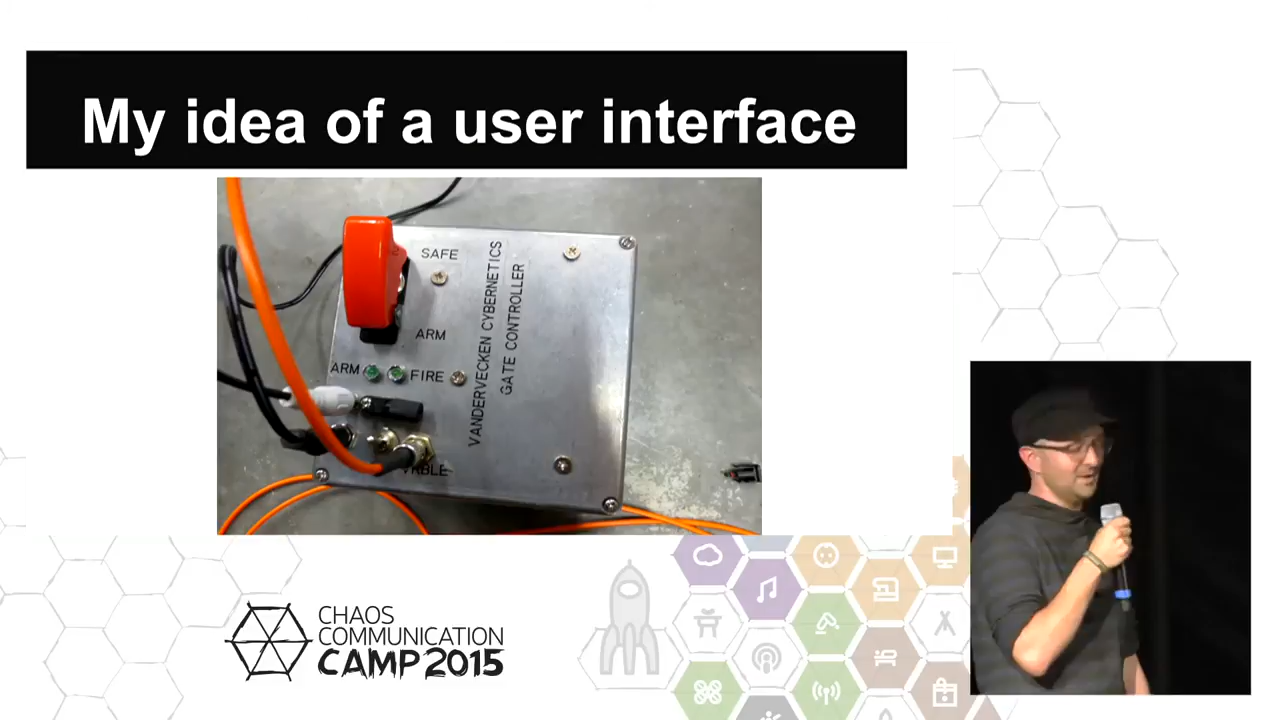 My idea of a user interface
SAFE
ARM
ARM
FIRE
VANDERVECKEN CYBERNETICS
GATE CONTROLLER
CHAOS
COMMUNICATION
CAMP 2015